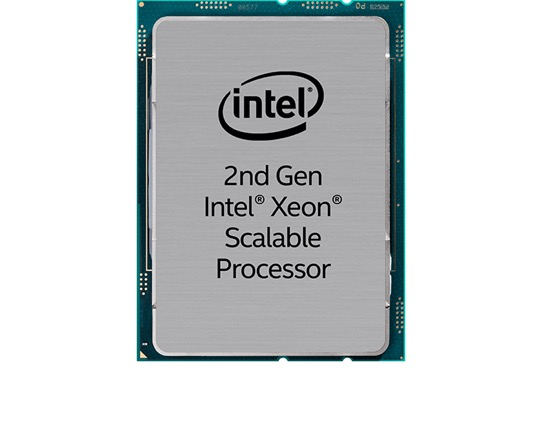 intel®
2nd Gen
Intel® Xeon®
Scalable
Processor